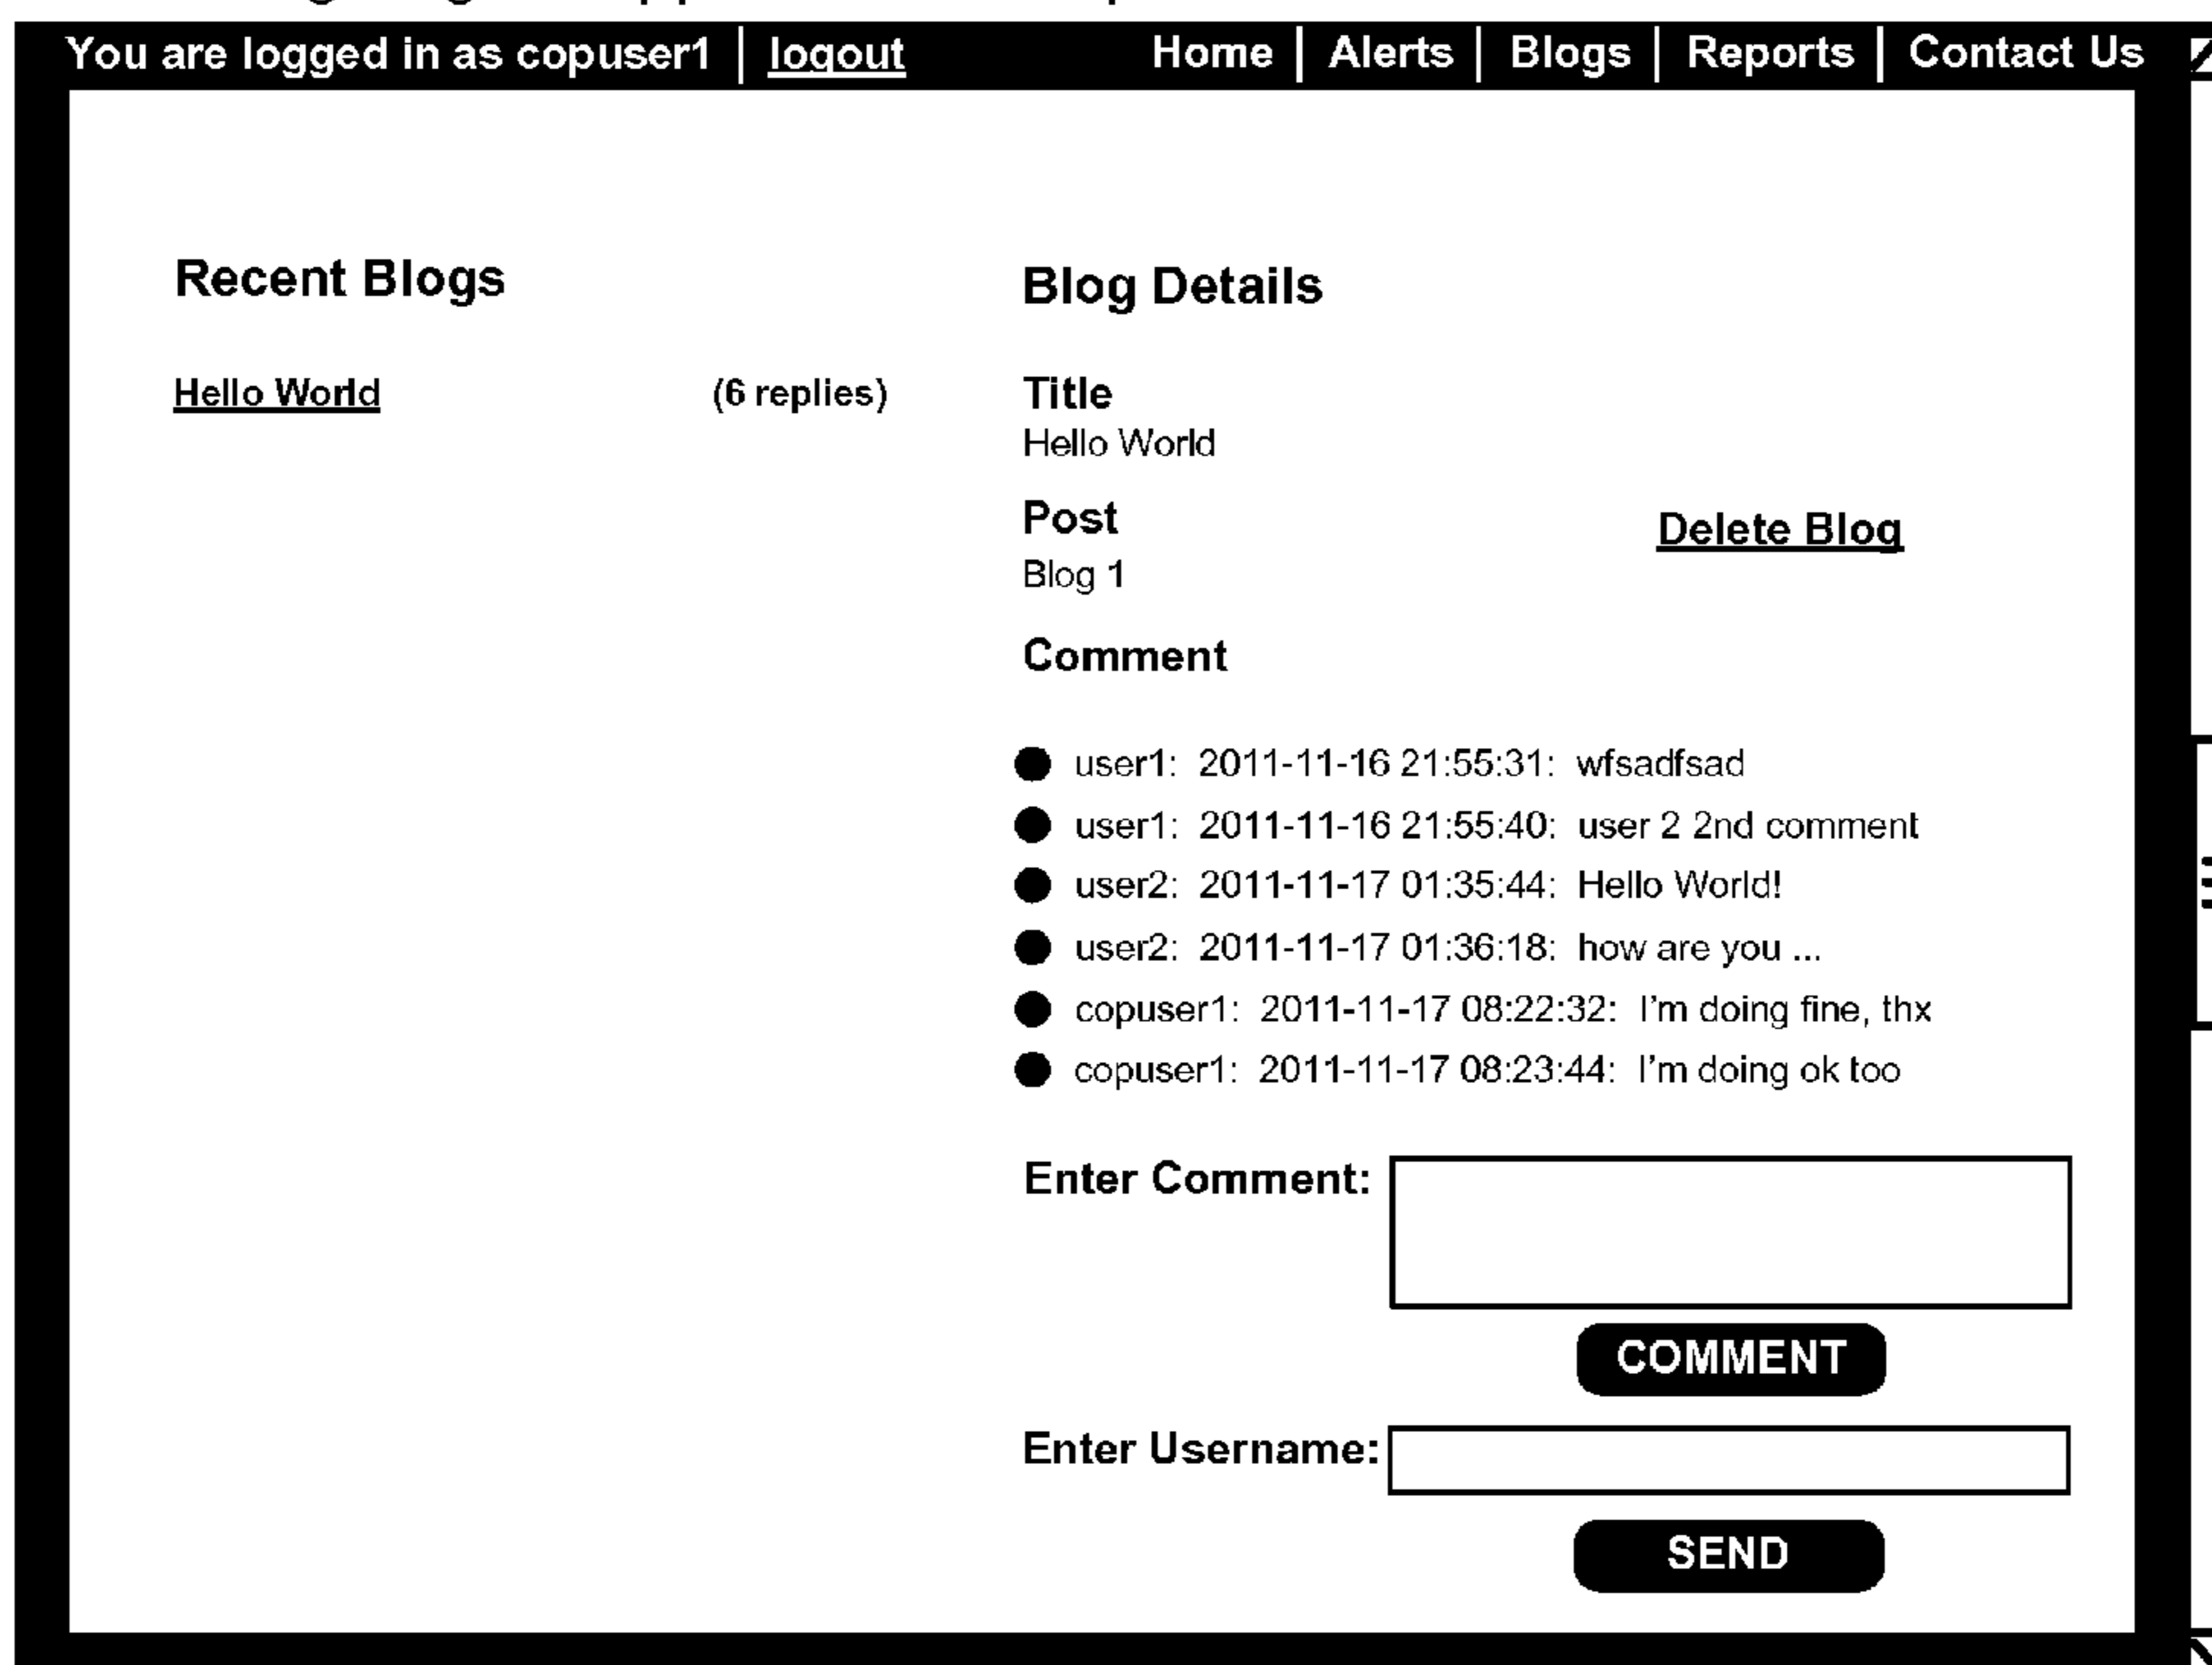 You are logged in as copuser1 | logout Home | Alerts | Blogs | Reports | Contact Us
Recent Blogs
Hello World (6 replies)
Blog Details
Title
Hello World
Post
Delete Blog
Blog 1
Comment
user1: 2011-11-16 21:55:31: wfsadfsad
user1: 2011-11-16 21:55:40: user 2 2nd comment
user2: 2011-11-17 01:35:44: Hello World!
user2: 2011-11-17 01:36:18: how are you ...
copuser1: 2011-11-17 08:22:32: I'm doing fine, thx
copuser1: 2011-11-17 08:23:44: I'm doing ok too
Enter Comment:
COMMENT
Enter Username:
SEND